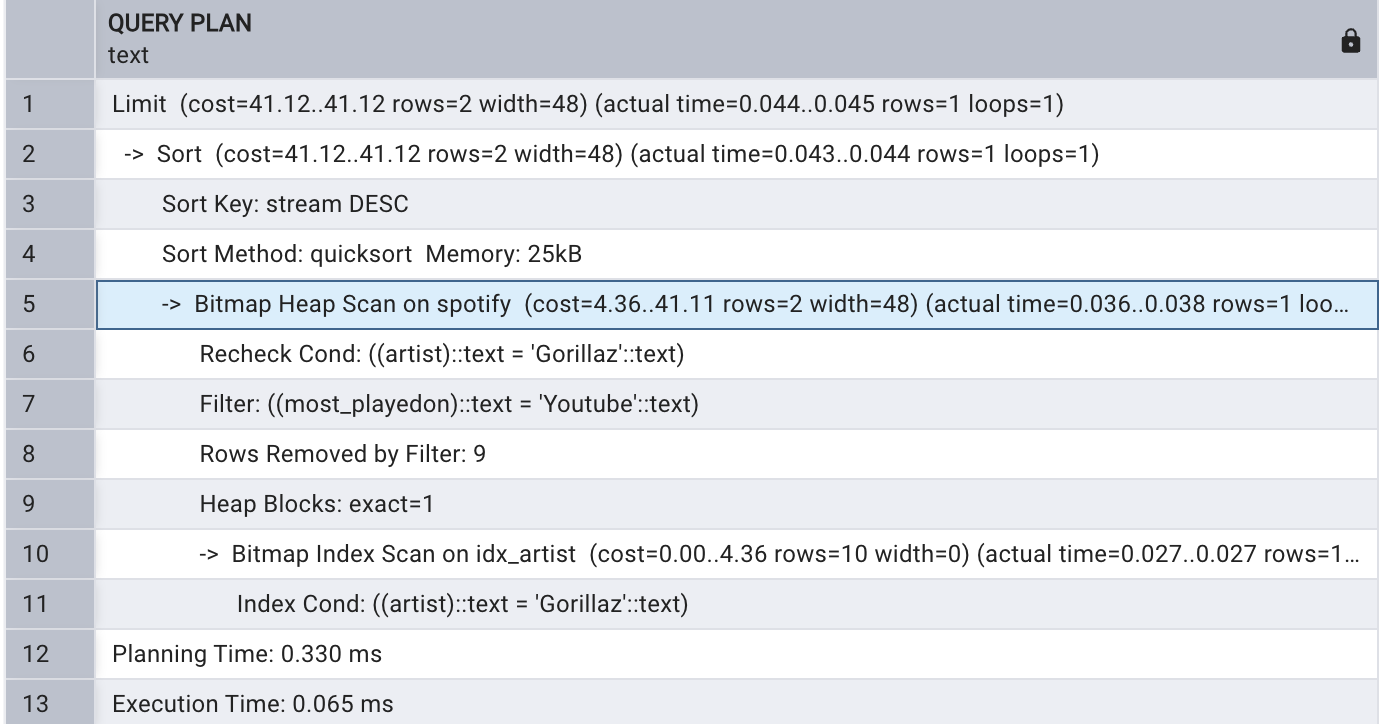 QUERY PLAN
text
1 Limit (cost=41.12..41.12 rows=2 width=48) (actual time=0.044..0.045 rows=1 loops=1)
2 -> Sort (cost=41.12..41.12 rows=2 width=48) (actual time=0.043..0.044 rows=1 loops=1)
3 Sort Key: stream DESC
4 Sort Method: quicksort Memory: 25kB
5 -> Bitmap Heap Scan on spotify (cost=4.36..41.11 rows=2 width=48) (actual time=0.036..0.038 rows=1 loo...
6 Recheck Cond: ((artist)::text = 'Gorillaz'::text)
7 Filter: ((most_playedon)::text = 'Youtube'::text)
8 Rows Removed by Filter: 9
9 Heap Blocks: exact=1
10 -> Bitmap Index Scan on idx_artist (cost=0.00..4.36 rows=10 width=0) (actual time=0.027..0.027 rows=1...
11 Index Cond: ((artist)::text = 'Gorillaz'::text)
12 Planning Time: 0.330 ms
13 Execution Time: 0.065 ms